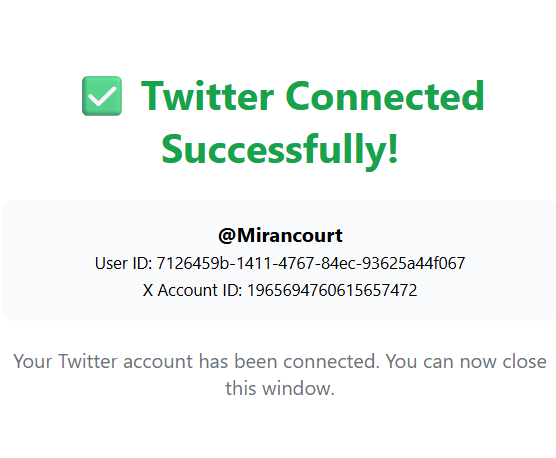 ✅ Twitter Connected
Successfully!
@Mirancourt
User ID: 7126459b-1411-4767-84ec-93625a44f067
X Account ID: 1965694760615657472
Your Twitter account has been connected. You can now close
this window.